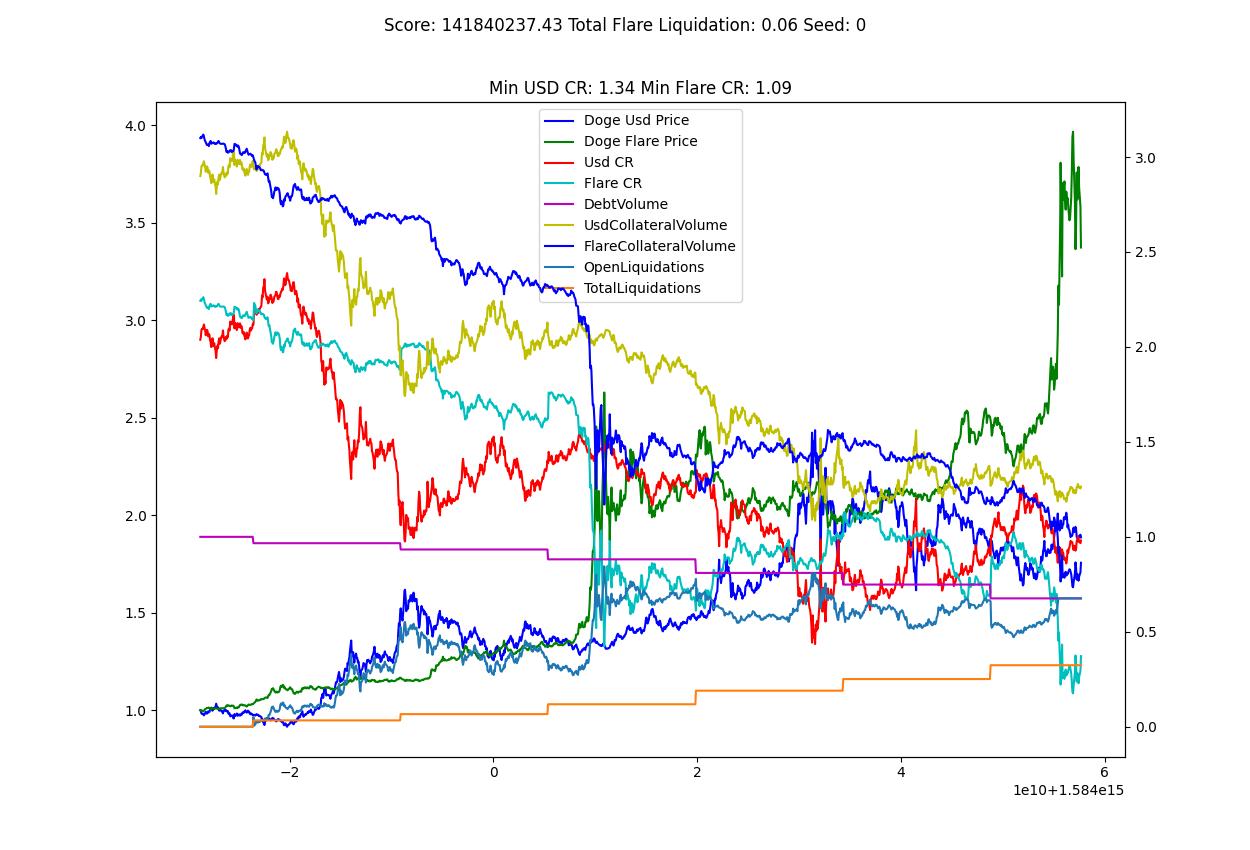 Score: 141840237.43 Total Flare Liquidation: 0.06 Seed: 0
Min USD CR: 1.34 Min Flare CR: 1.09
Doge Usd Price
Doge Flare Price
Usd CR
Flare CR
DebtVolume
UsdCollateralVolume
FlareCollateralVolume
OpenLiquidations
TotalLiquidations
4.0
3.5
3.0
2.5
2.0
1.5
1.0
3.0
2.5
2.0
1.5
1.0
0.5
0.0
−2
0
2
4
6
1e10+1.584e15